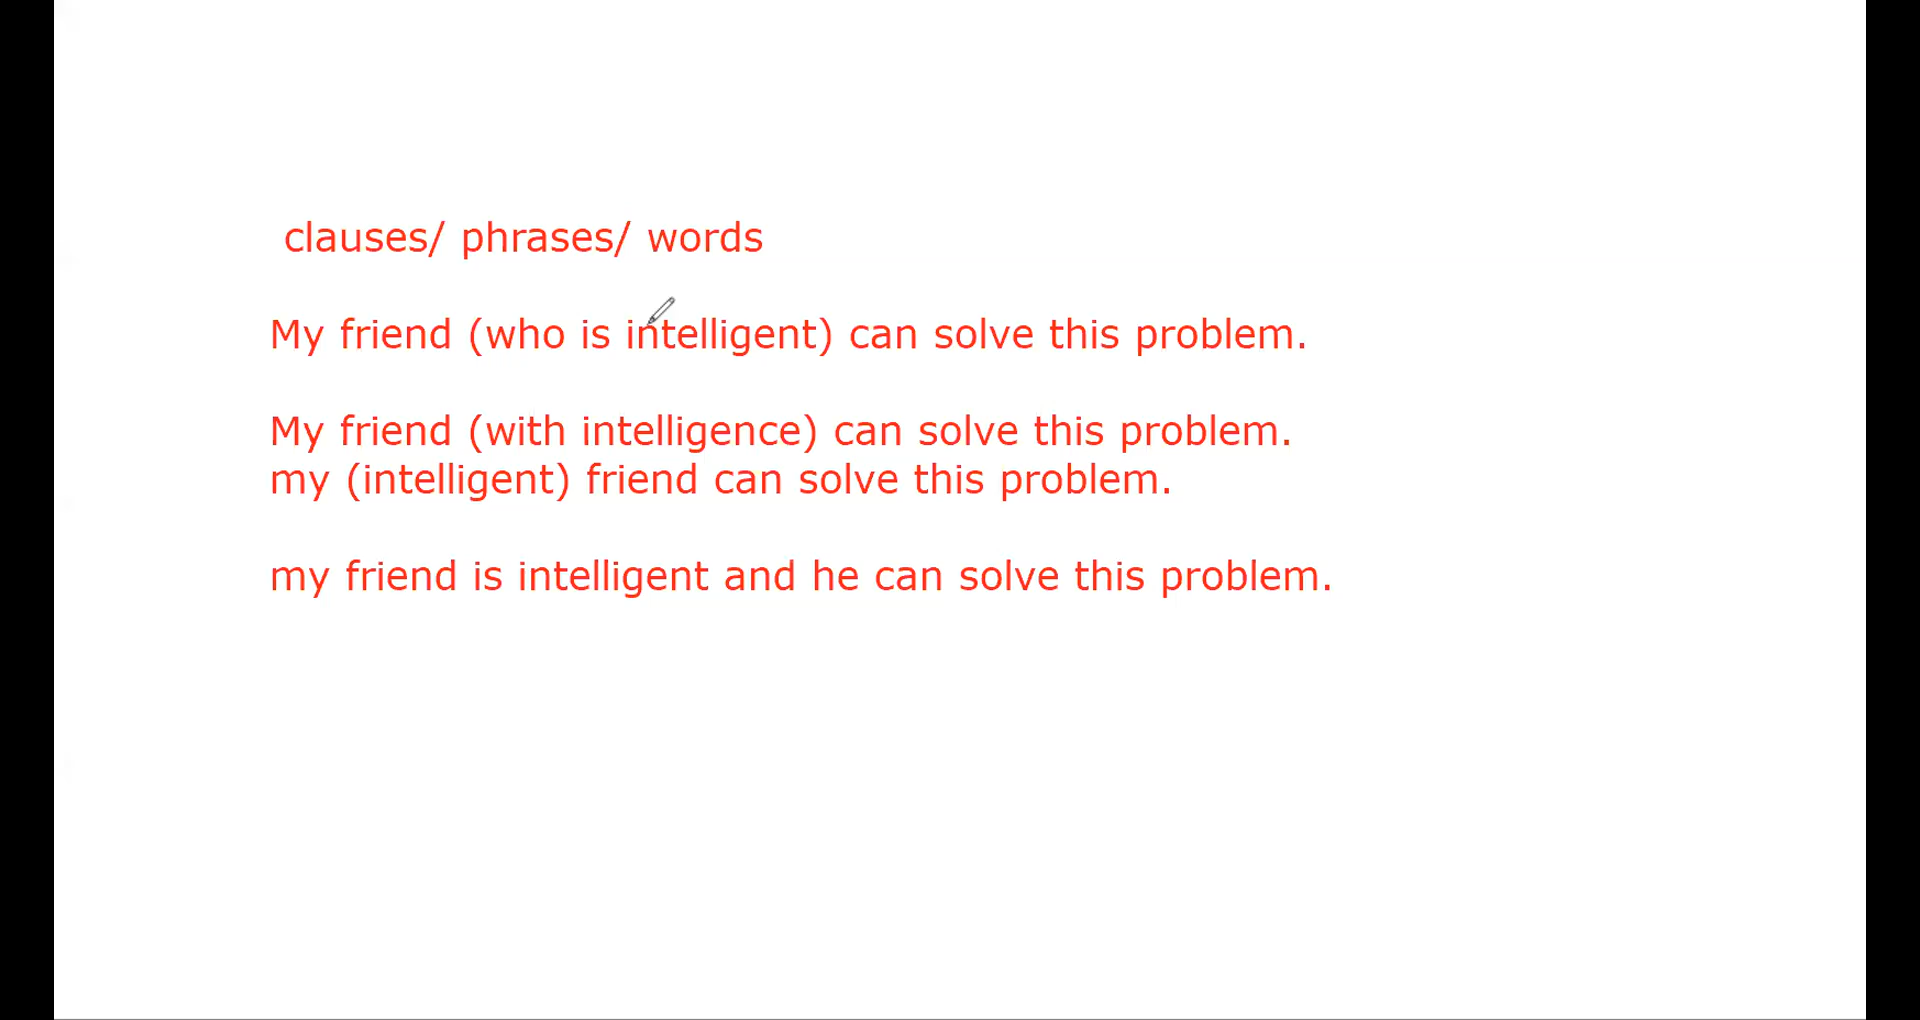 clauses/ phrases/ words
My friend (who is intelligent) can solve this problem.
My friend (with intelligence) can solve this problem.
my (intelligent) friend can solve this problem.
my friend is intelligent and he can solve this problem.